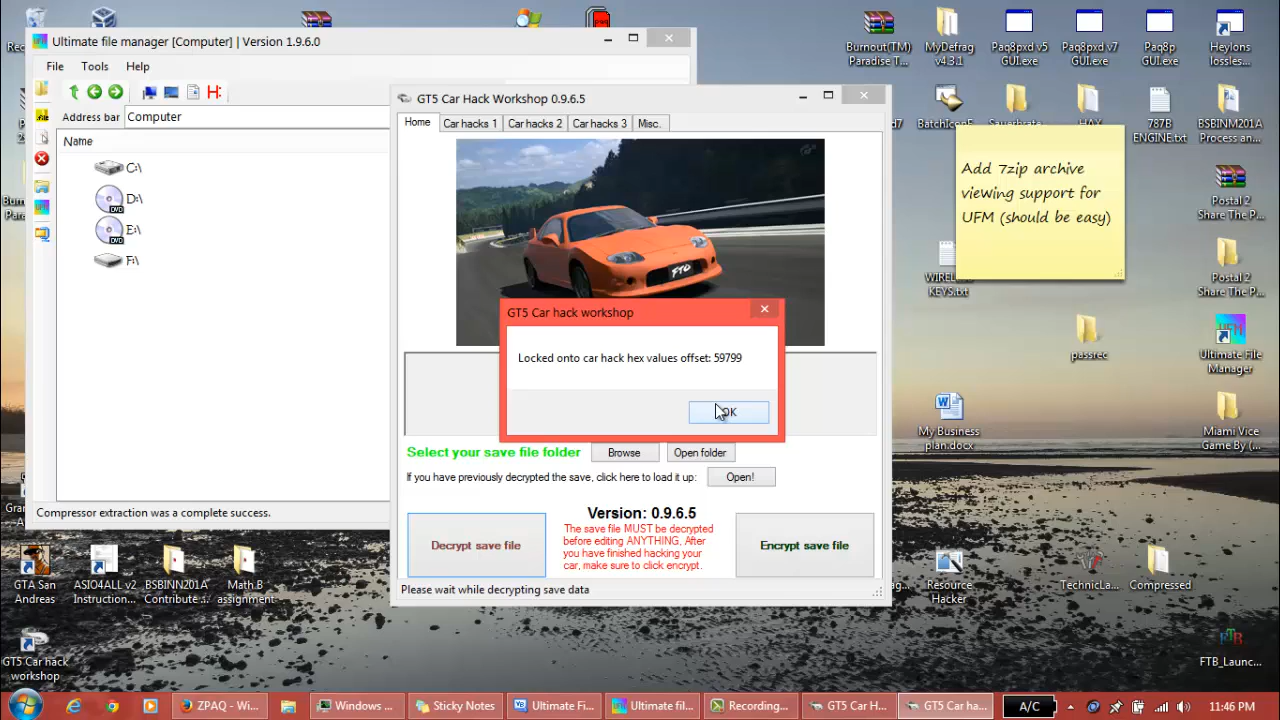 Ultimate file manager [Computer] | Version 1.9.6.0
File Tools Help
Address bar Computer
Name
C:\
D:\
E:\
F:\
Compressor extraction was a complete success.
GT5 Car Hack Workshop 0.9.6.5
Home Car hacks 1 Car hacks 2 Car hacks 3 Misc.
FTO
GT5 Car hack workshop
Locked onto car hack hex values offset: 59799
OK
Select your save file folder Browse Open folder
If you have previously decrypted the save, click here to load it up: Open!
Version: 0.9.6.5
Decrypt save file
The save file MUST be decrypted
before editing ANYTHING, After
you have finished hacking your
car, make sure to click encrypt.
Encrypt save file
Please wait while decrypting save data
Burnout(TM)
Paradise T...
MyDefrag
v4.3.1
Paq8pxd v5
GUI.exe
Paq8pxd v7
GUI.exe
Paq8p
GUI.exe
Heylons
lossles...
787B
ENGINE.txt
BSBINM201A
Process an...
Add 7zip archive
viewing support for
UFM (should be easy)
KEYS.txt
Postal 2
Share The P...
Postal 2
Share The P...
passrec
UFM
Ultimate File
Manager
My Business
plan.docx
Miami Vice
Game By (...
GTA San
Andreas
ASIO4ALL v2
Instruction...
BSBINN201A
Contribute ...
Math B
assignment
Resource
Hacker
TechnicLa...
Compressed
GT5 Car hack
workshop
FTB
FTB_Launc...
ZPAQ - Wi...
Windows ...
Sticky Notes
Ultimate Fi...
Ultimate fil...
Recording...
GT5 Car H...
GT5 Car ha...
A/C
11:46 PM